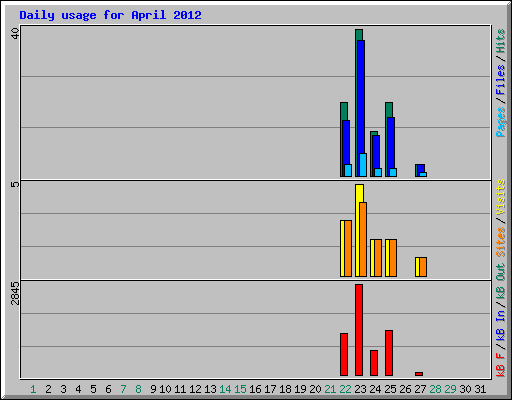 Daily usage for April 2012
40
5
2845
Pages / Files / Hits
Sites / Visits
kB F / kB In / kB Out
1 2 3 4 5 6 7 8 9 10 11 12 13 14 15 16 17 18 19 20 21 22 23 24 25 26 27 28 29 30 31